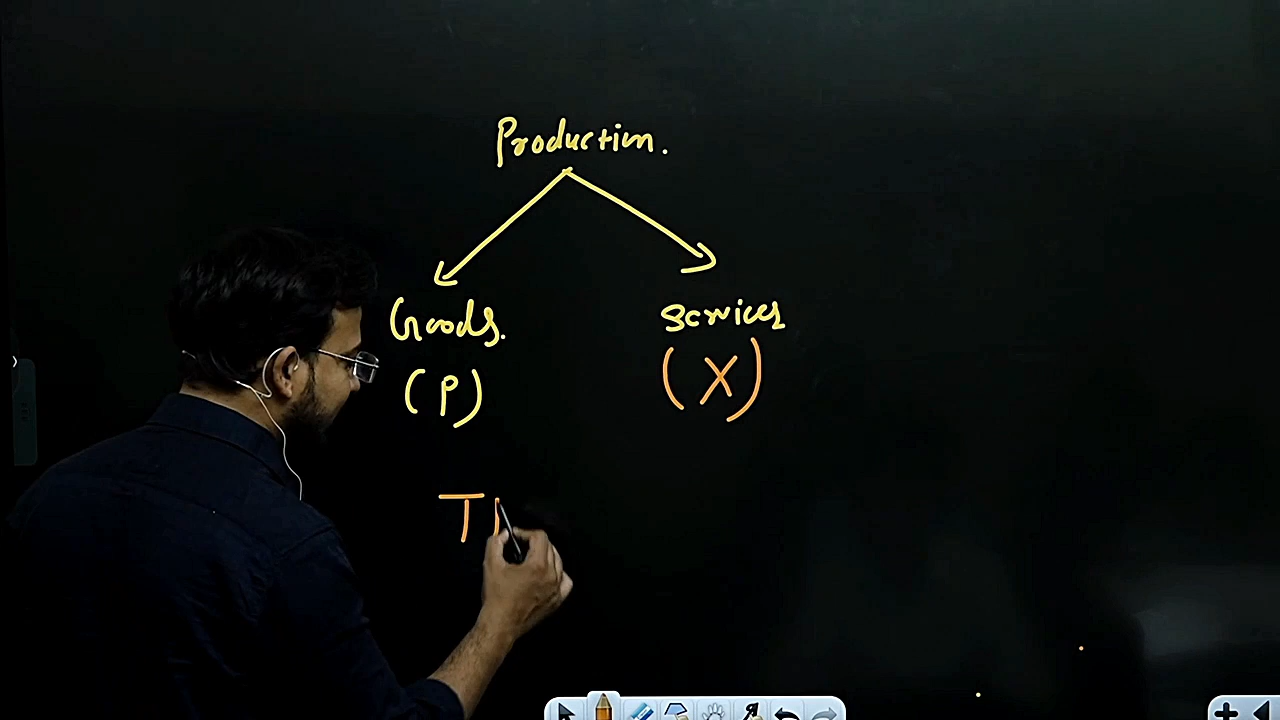 Production.
Goods. Services
(P) (X)
T